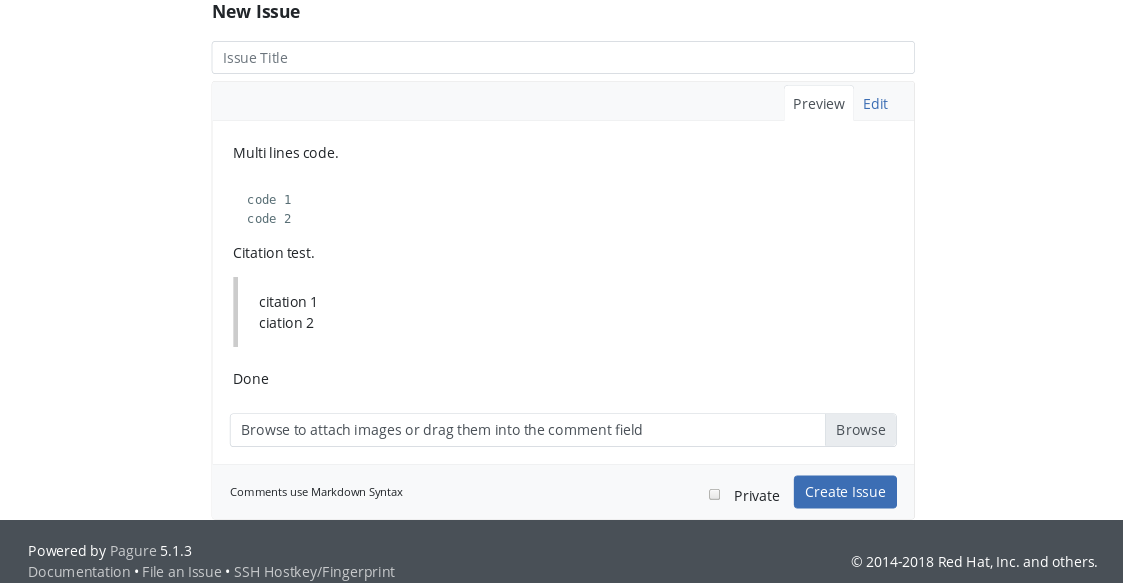 New Issue
Issue Title
Preview Edit
Multi lines code.
code 1
code 2
Citation test.
citation 1
ciation 2
Done
Browse to attach images or drag them into the comment field Browse
Comments use Markdown Syntax Private Create Issue
Powered by Pagure 5.1.3
Documentation • File an Issue • SSH Hostkey/Fingerprint
© 2014-2018 Red Hat, Inc. and others.